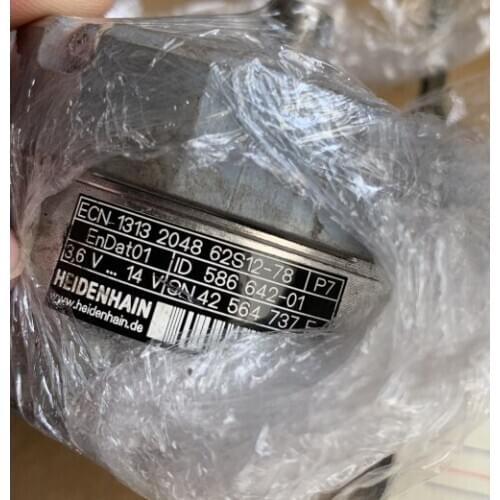 ECN 1313 2048 62S12-78 P7
EnDat01 ID 586 642-01
3,6 V ... 14 V SN 42 564 737
HEIDENHAIN
www.heidenhain.de